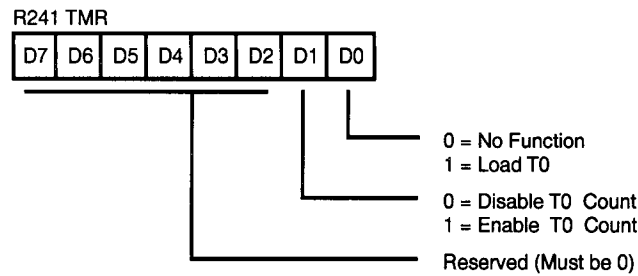 R241 TMR
D7 D6 D5 D4 D3 D2 D1 D0
0 = No Function
1 = Load T0
0 = Disable T0 Count
1 = Enable T0 Count
Reserved (Must be 0)